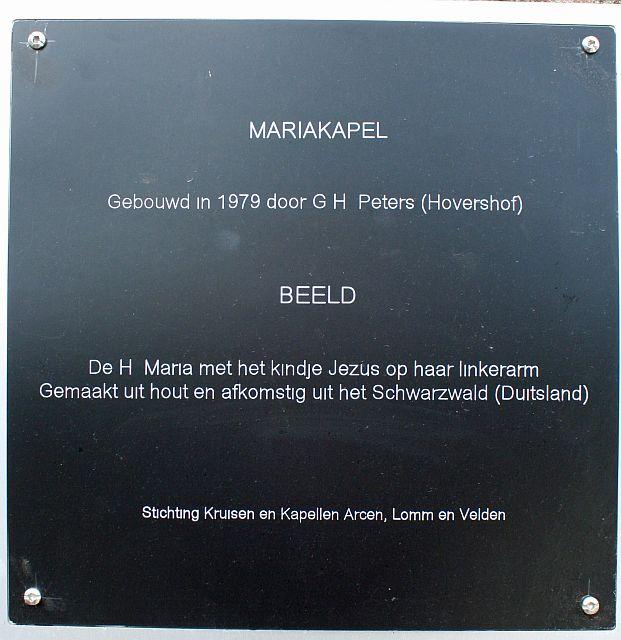 MARIAKAPEL
Gebouwd in 1979 door G H Peters (Hovershof)
BEELD
De H Maria met het kindje Jezus op haar linkerarm
Gemaakt uit hout en afkomstig uit het Schwarzwald (Duitsland)
Stichting Kruisen en Kapellen Arcen, Lomm en Velden